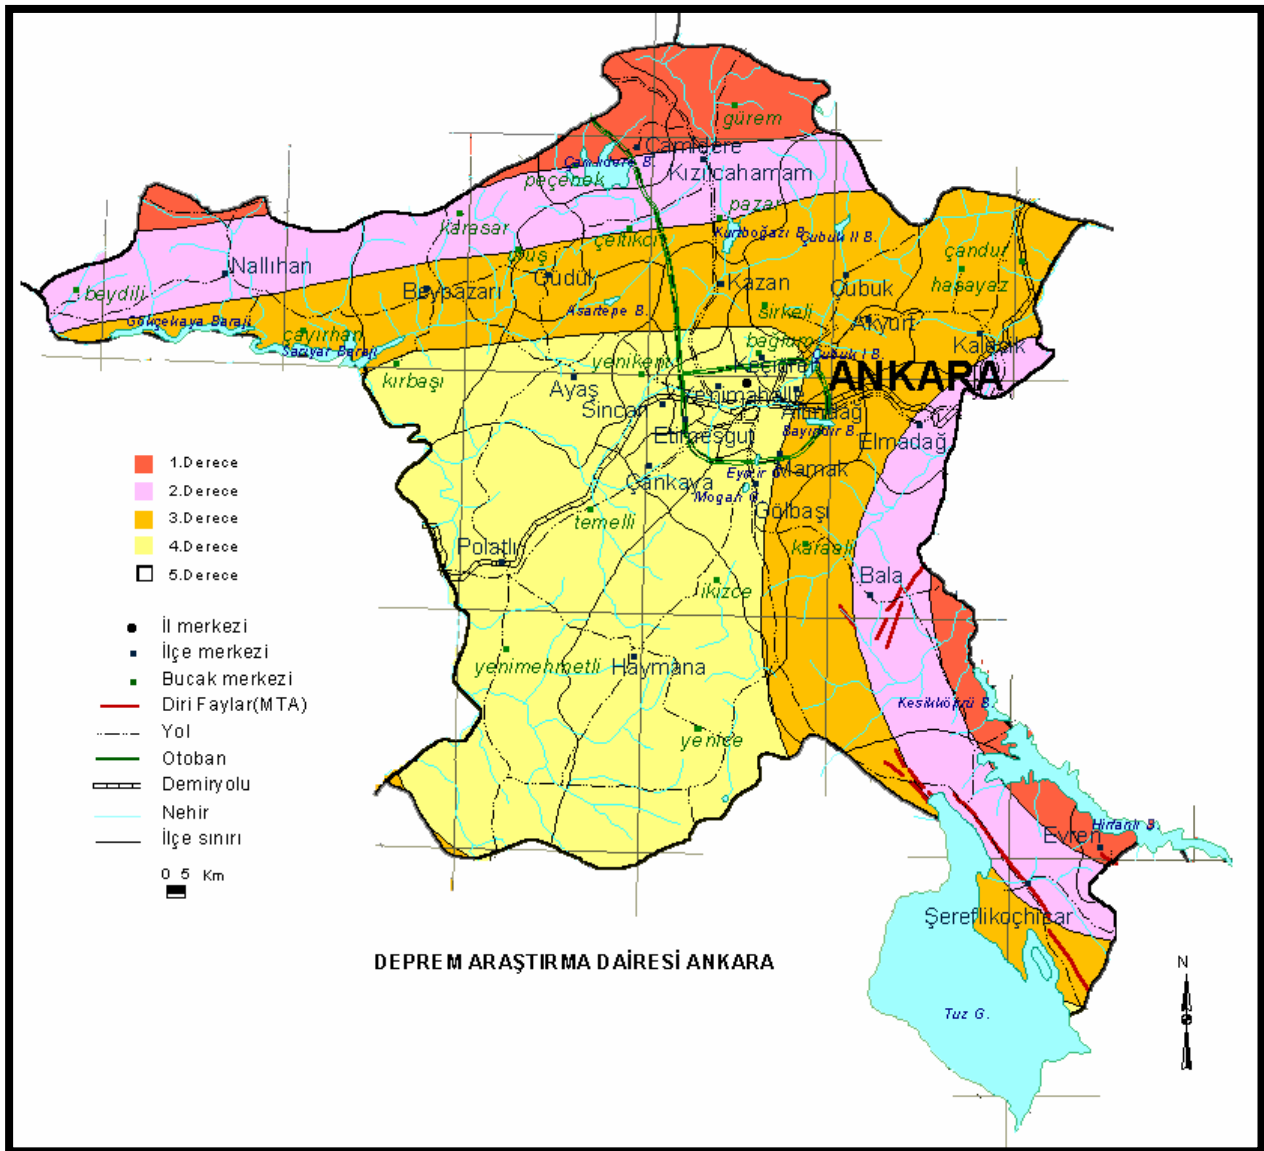 gürem
Çamlıdere
Çamlıdere B.
Kızılcahamam
peçenek
pazar
karasar
çeltikci
Kurtboğazı B.
Çubuk II B.
uruş
çandır
Nallıhan
Güdül
Kazan
Çubuk
hasayaz
beydili
Beypazarı
Asartepe B.
sirkeli
Akyurt
Gökçekaya Barajı
çayırhan
Sarıyar Barajı
bağlum
Kalecik
Çubuk I B.
yenikent
Keçiören
kırbaşı
Ayaş
ANKARA
Yenimahalle
Sincan
Altındağ
Etimesgut
Bayındır B.
Elmadağ
Eymir G.
Mamak
Çankaya
Mogan G.
Gölbaşı
temelli
Polatlı
karaali
Bala
ikizce
yenimehmetli
Haymana
Kesikköprü B.
yenice
Evren
Hirfanlı B.
Şereflikoçhisar
Tuz G.
1.Derece
2.Derece
3.Derece
4.Derece
5.Derece
İl merkezi
İlçe merkezi
Bucak merkezi
Diri Faylar(MTA)
Yol
Otoban
Demiryolu
Nehir
İlçe sınırı
0 5 Km
DEPREM ARAŞTIRMA DAİRESİ ANKARA
N